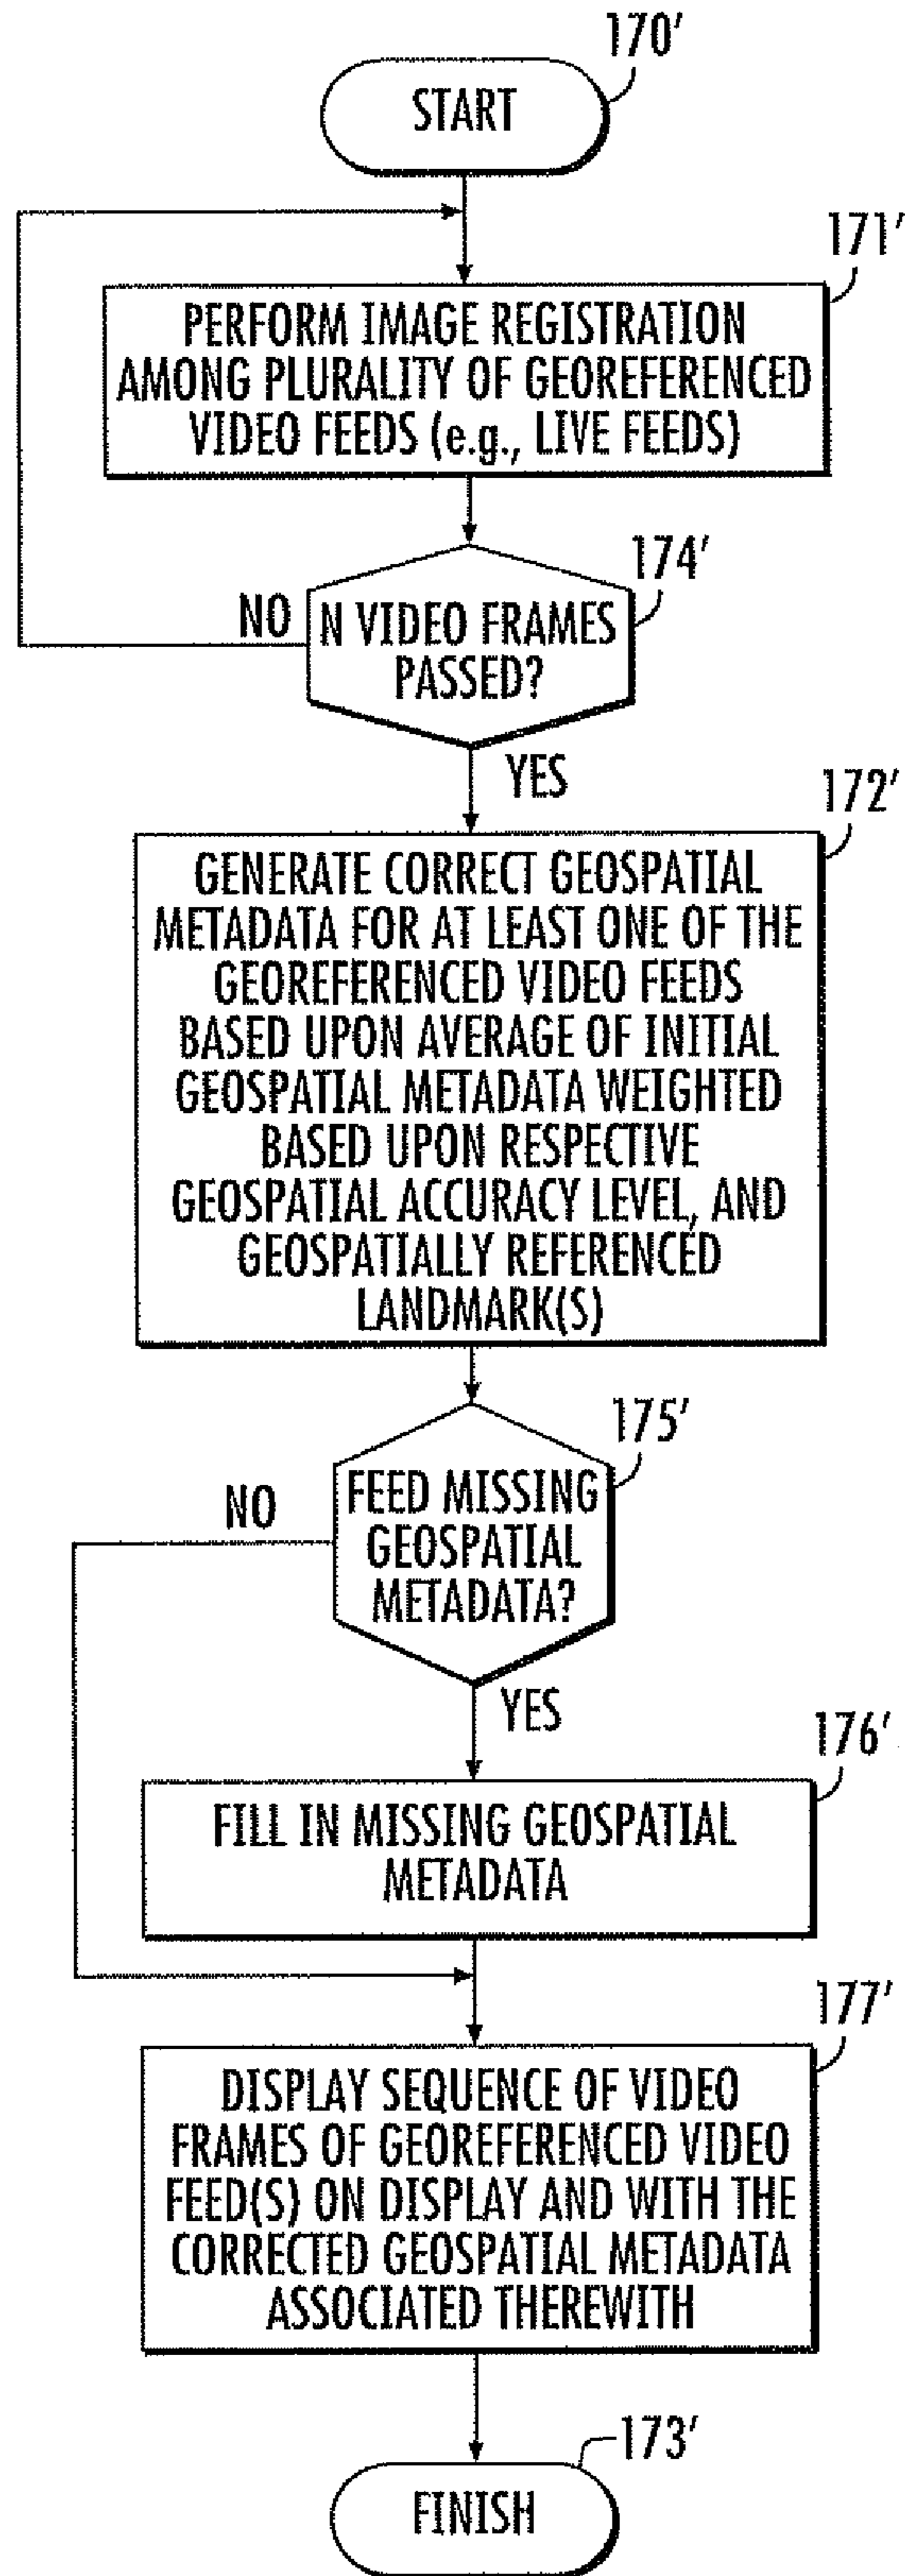 170'
START
171'
PERFORM IMAGE REGISTRATION
AMONG PLURALITY OF GEOREFERENCED
VIDEO FEEDS (e.g., LIVE FEEDS)
174'
NO
N VIDEO FRAMES
PASSED?
YES
172'
GENERATE CORRECT GEOSPATIAL
METADATA FOR AT LEAST ONE OF THE
GEOREFERENCED VIDEO FEEDS
BASED UPON AVERAGE OF INITIAL
GEOSPATIAL METADATA WEIGHTED
BASED UPON RESPECTIVE
GEOSPATIAL ACCURACY LEVEL, AND
GEOSPATIALLY REFERENCED
LANDMARK(S)
175'
NO
FEED MISSING
GEOSPATIAL
METADATA?
YES
176'
FILL IN MISSING GEOSPATIAL
METADATA
177'
DISPLAY SEQUENCE OF VIDEO
FRAMES OF GEOREFERENCED VIDEO
FEED(S) ON DISPLAY AND WITH THE
CORRECTED GEOSPATIAL METADATA
ASSOCIATED THEREWITH
173'
FINISH